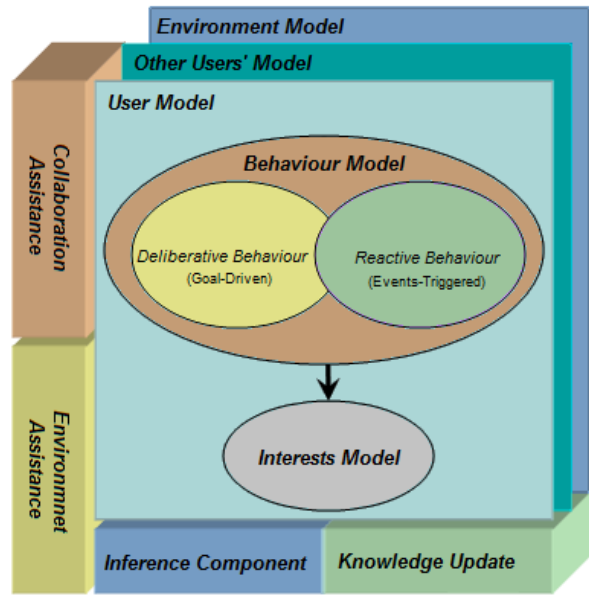 Environment Model
Other Users' Model
User Model
Behaviour Model
Deliberative Behaviour
(Goal-Driven)
Reactive Behaviour
(Events-Triggered)
Interests Model
Collaboration
Assistance
Environmnet
Assistance
Inference Component
Knowledge Update